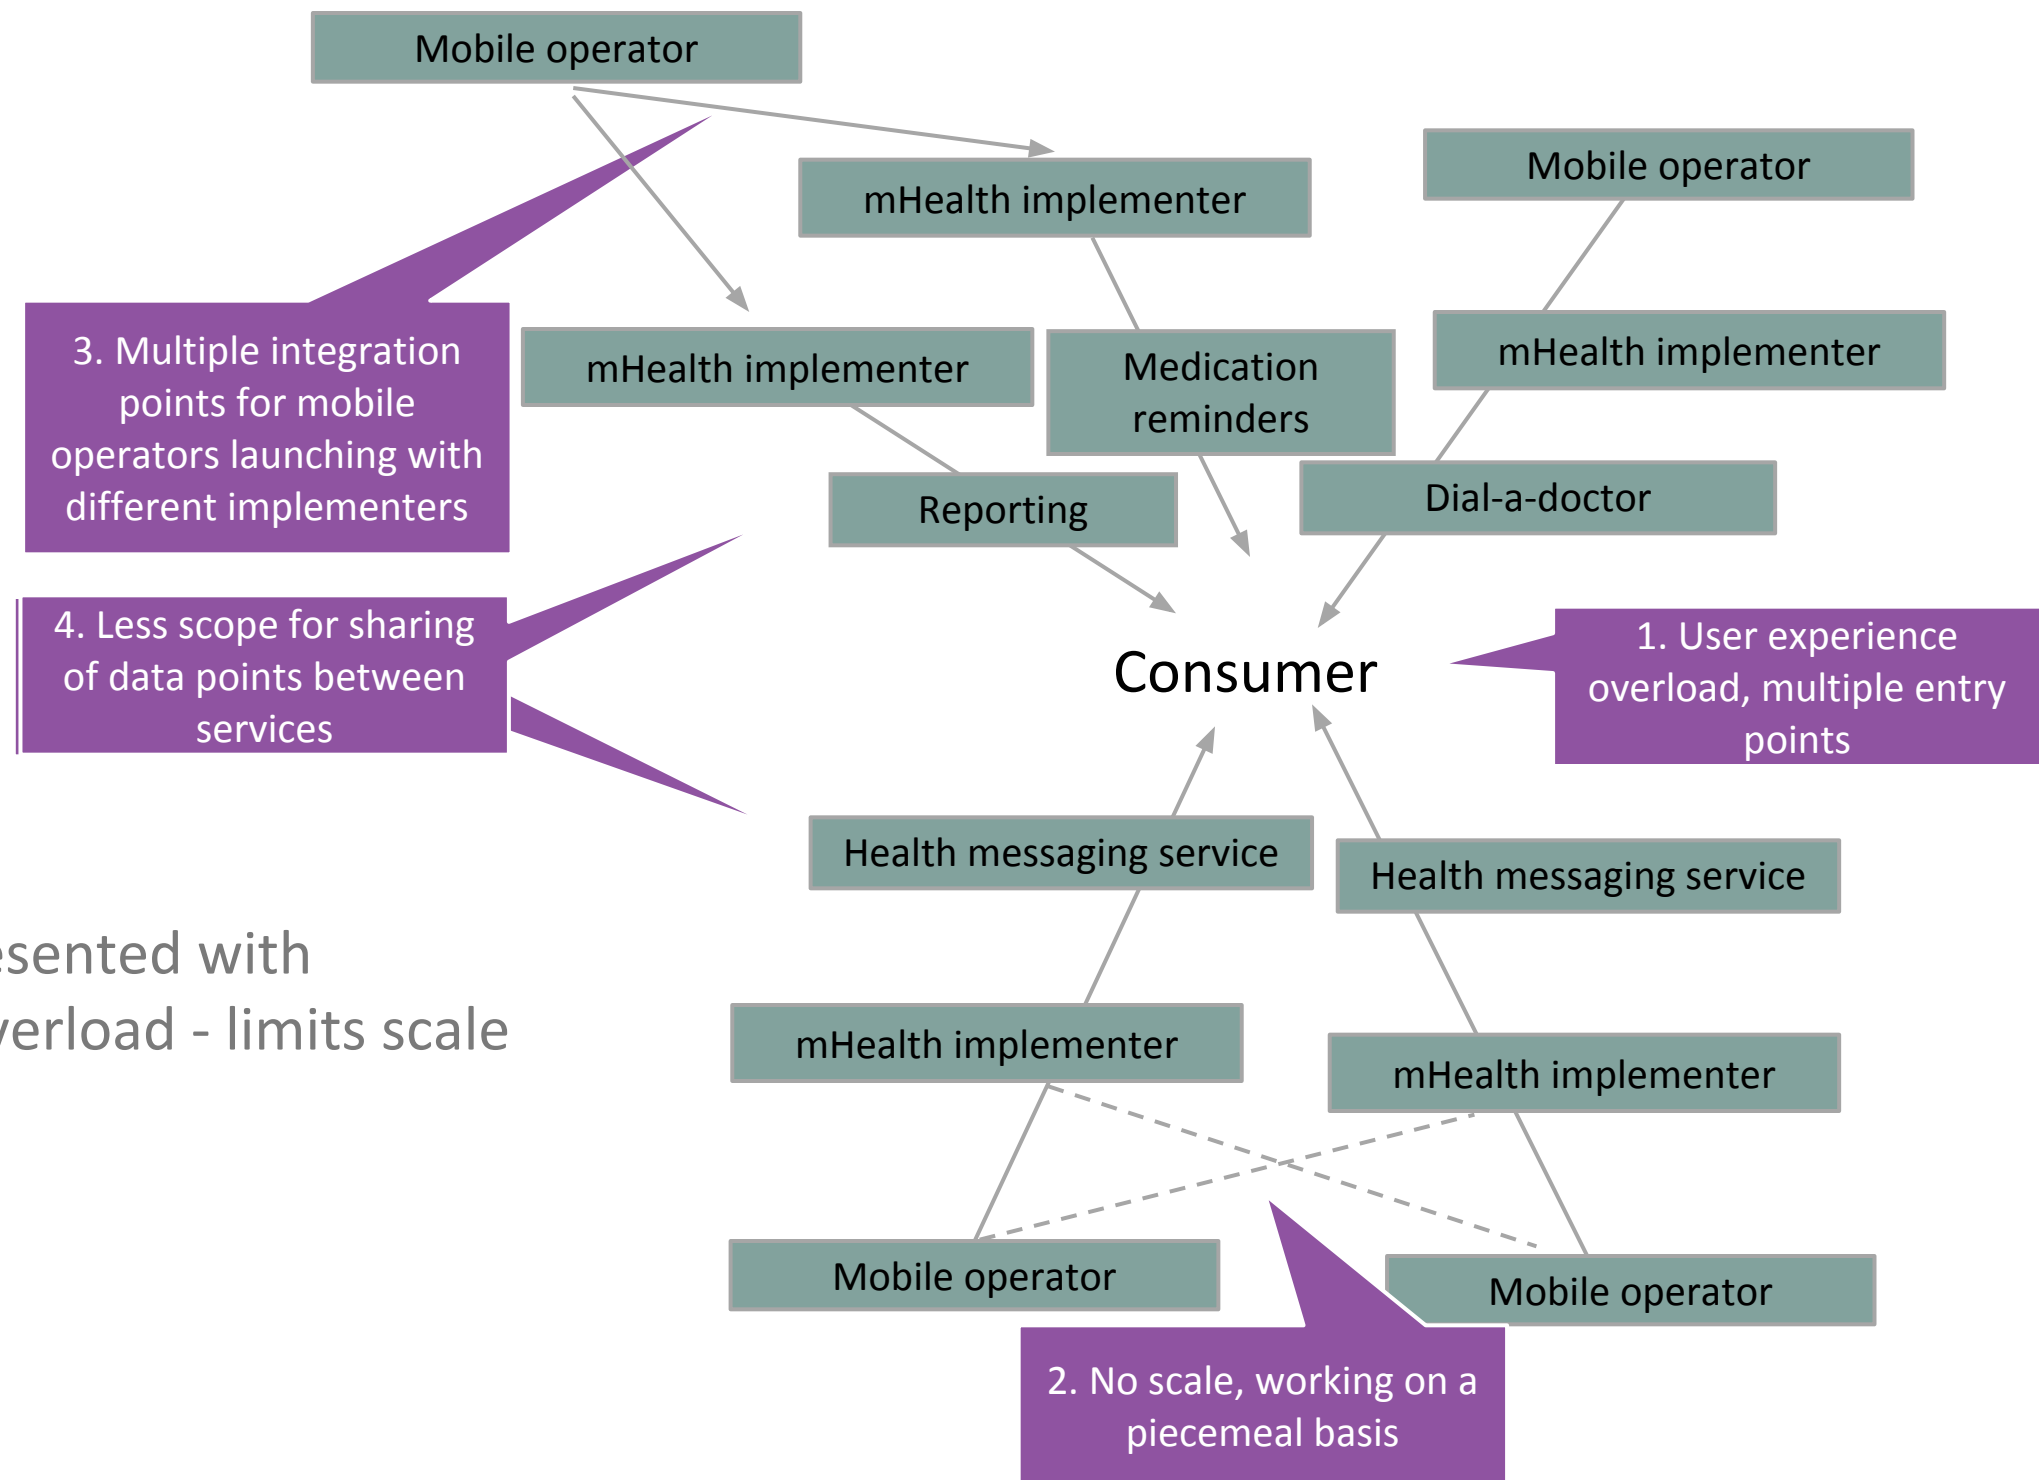 Mobile operator
mHealth implementer
Mobile operator
3. Multiple integration
points for mobile
operators launching with
different implementers
mHealth implementer
Medication
reminders
mHealth implementer
Reporting
Dial-a-doctor
4. Less scope for sharing
of data points between
services
Consumer
1. User experience
overload, multiple entry
points
Health messaging service
Health messaging service
esented with
verload - limits scale
mHealth implementer
mHealth implementer
Mobile operator
Mobile operator
2. No scale, working on a
piecemeal basis